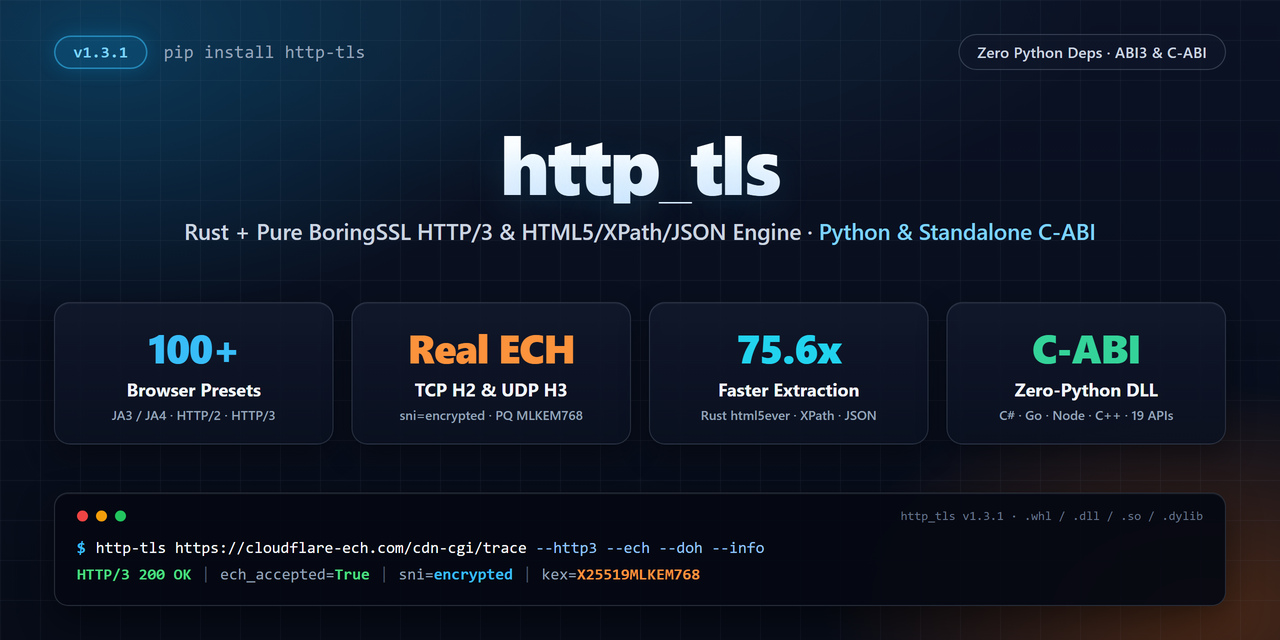 v1.3.1 pip install http-tls
Zero Python Deps · ABI3 & C-ABI
http_tls
Rust + Pure BoringSSL HTTP/3 & HTML5/XPath/JSON Engine · Python & Standalone C-ABI
100+
Browser Presets
JA3 / JA4 · HTTP/2 · HTTP/3
Real ECH
TCP H2 & UDP H3
sni=encrypted · PQ MLKEM768
75.6x
Faster Extraction
Rust html5ever · XPath · JSON
C-ABI
Zero-Python DLL
C# · Go · Node · C++ · 19 APIs
http_tls v1.3.1 · .whl / .dll / .so / .dylib
$ http-tls https://cloudflare-ech.com/cdn-cgi/trace --http3 --ech --doh --info
HTTP/3 200 OK | ech_accepted=True | sni=encrypted | kex=X25519MLKEM768